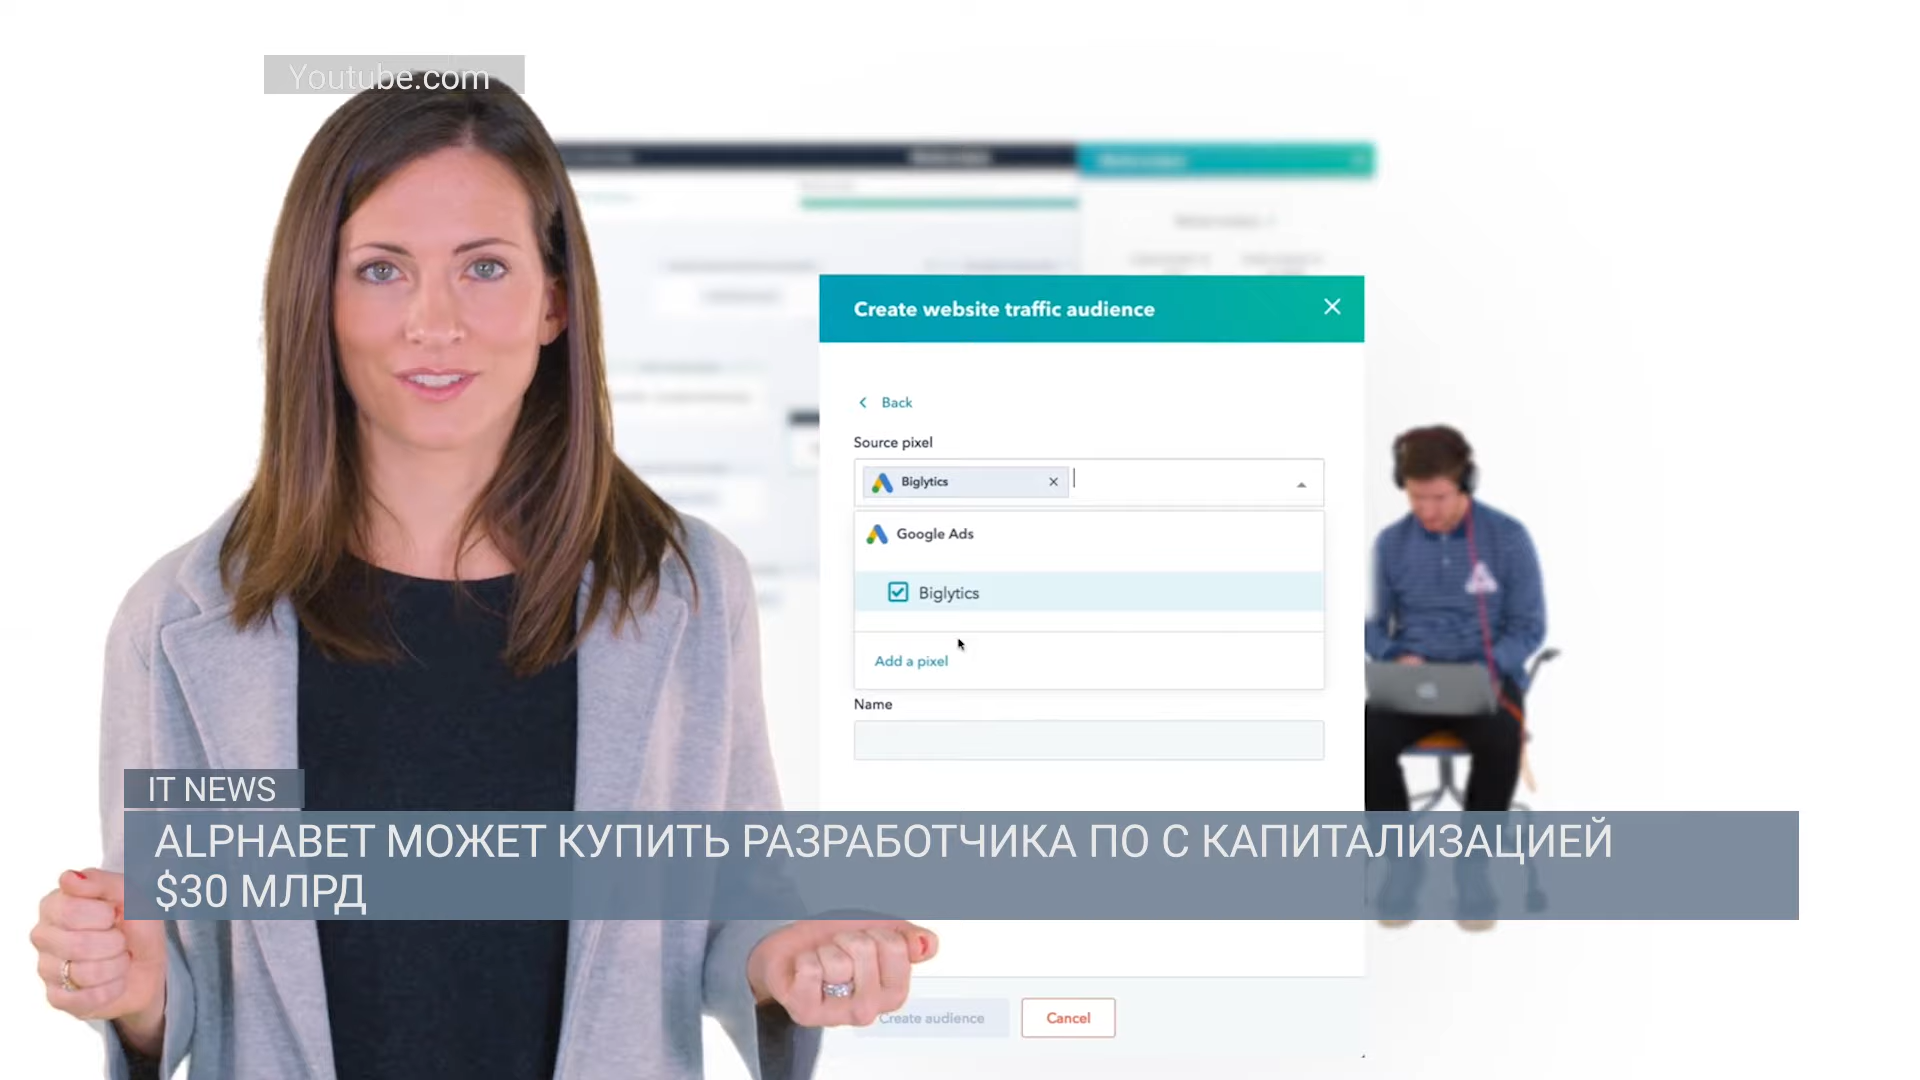 Youtube.com
Create website traffic audience
Back
Source pixel
Biglytics
Google Ads
Biglytics
Add a pixel
Name
IT NEWS
ALPHABET МОЖЕТ КУПИТЬ РАЗРАБОТЧИКА ПО С КАПИТАЛИЗАЦИЕЙ
$30 МЛРД
Create audience
Cancel